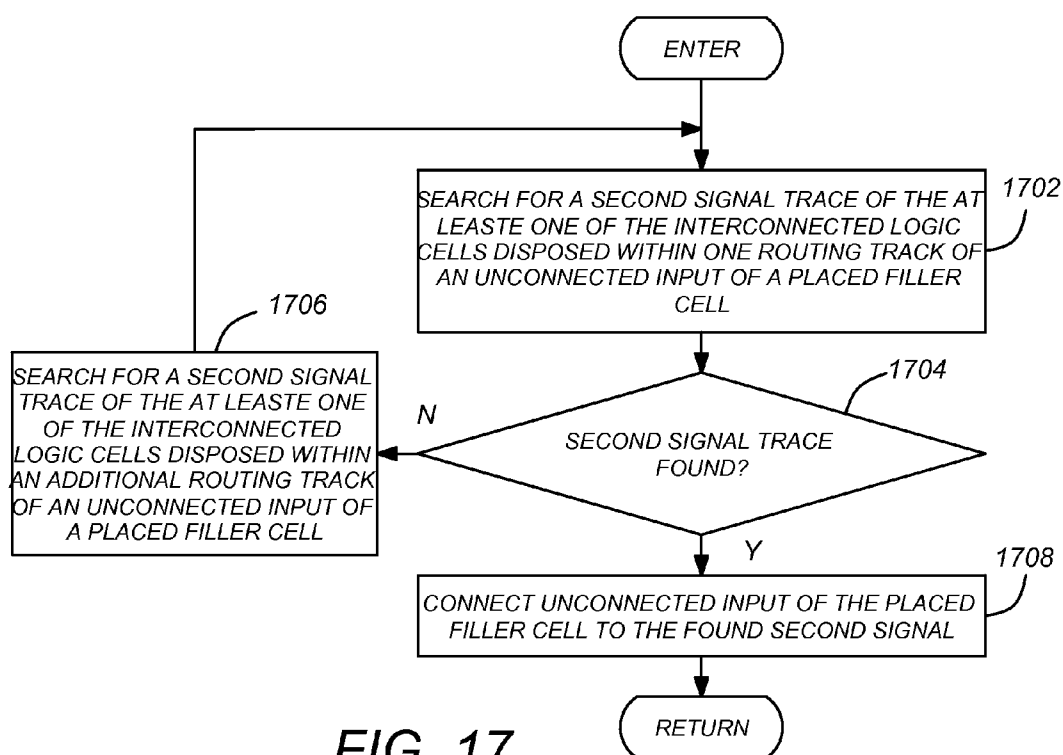 ENTER
SEARCH FOR A SECOND SIGNAL TRACE OF THE AT
LEASTE ONE OF THE INTERCONNECTED LOGIC
CELLS DISPOSED WITHIN ONE ROUTING TRACK OF
AN UNCONNECTED INPUT OF A PLACED FILLER
CELL
1702
1706
SEARCH FOR A SECOND SIGNAL
TRACE OF THE AT LEASTE ONE
OF THE INTERCONNECTED
LOGIC CELLS DISPOSED WITHIN
AN ADDITIONAL ROUTING TRACK
OF AN UNCONNECTED INPUT OF
A PLACED FILLER CELL
N
1704
SECOND SIGNAL TRACE
FOUND?
Y
1708
CONNECT UNCONNECTED INPUT OF THE PLACED
FILLER CELL TO THE FOUND SECOND SIGNAL
RETURN
FIG. 17